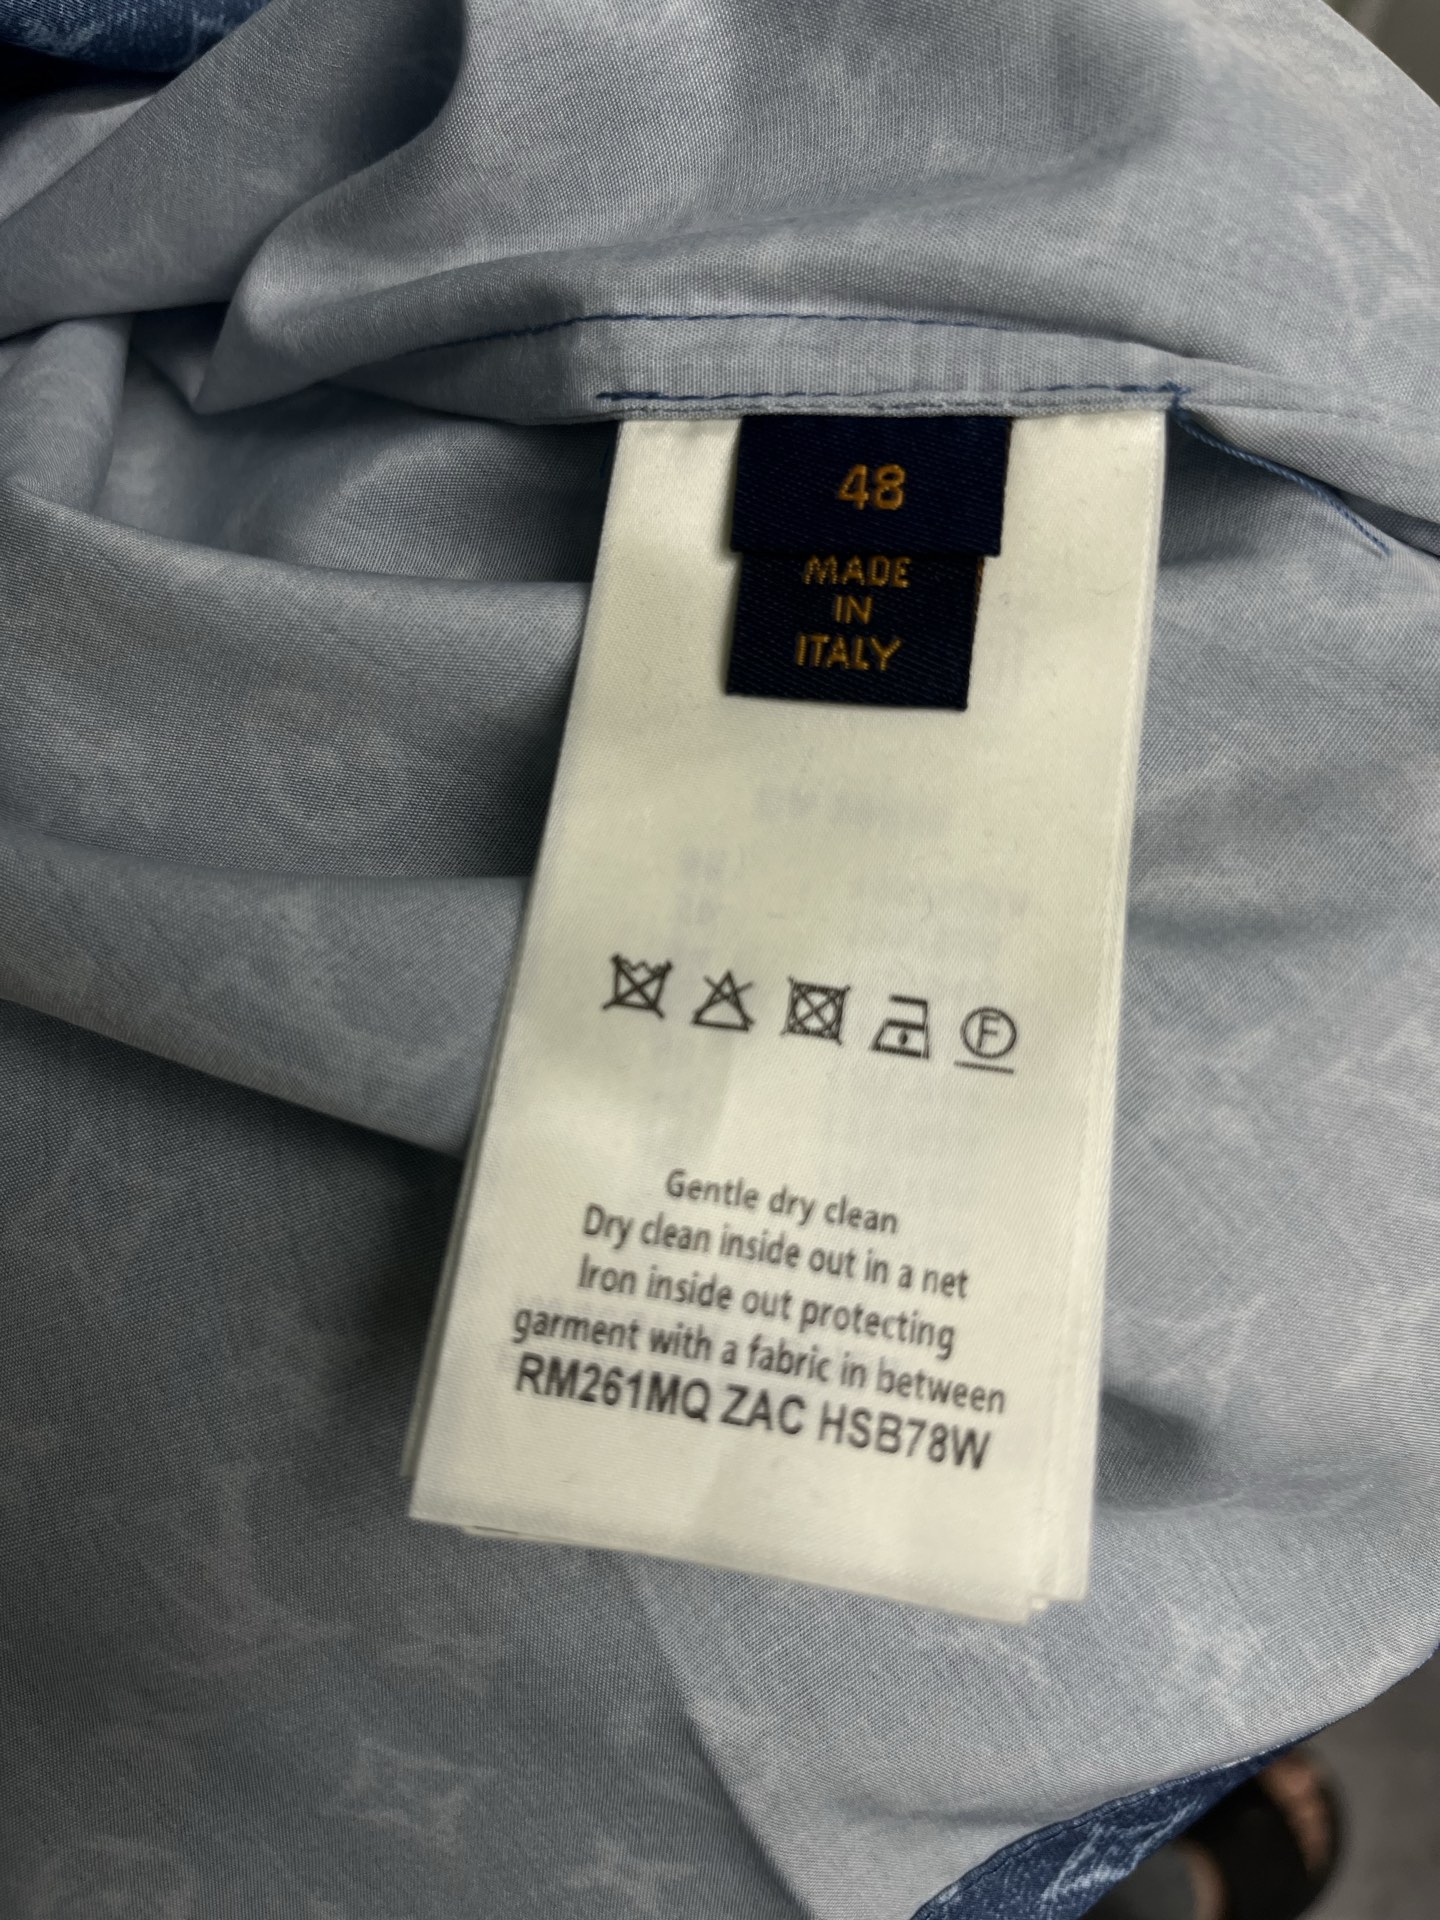 48
MADE
IN
ITALY
F
Gentle dry clean
Dry clean inside out in a net
Iron inside out protecting
garment with a fabric in between
RM261MQ ZAC HSB78W